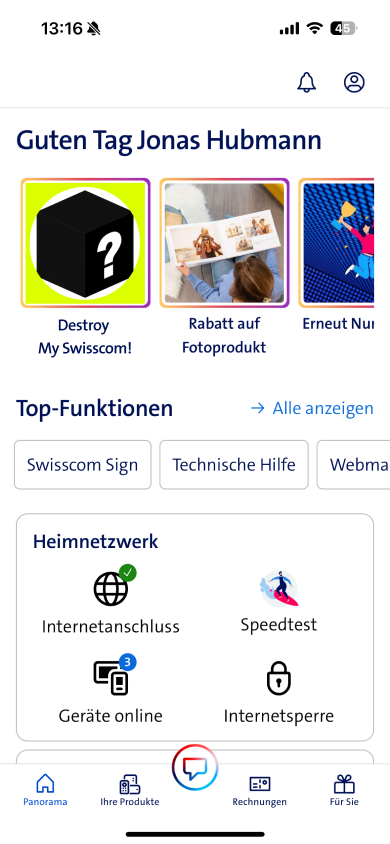 13:16
45
Guten Tag Jonas Hubmann
?
Destroy
My Swisscom!
Rabatt auf
Fotoprodukt
Erneut Nu
Top-Funktionen
→ Alle anzeigen
Swisscom Sign
Technische Hilfe
Webma
Heimnetzwerk
Internetanschluss
Speedtest
3
Geräte online
Internetsperre
Panorama
Ihre Produkte
Rechnungen
Für Sie